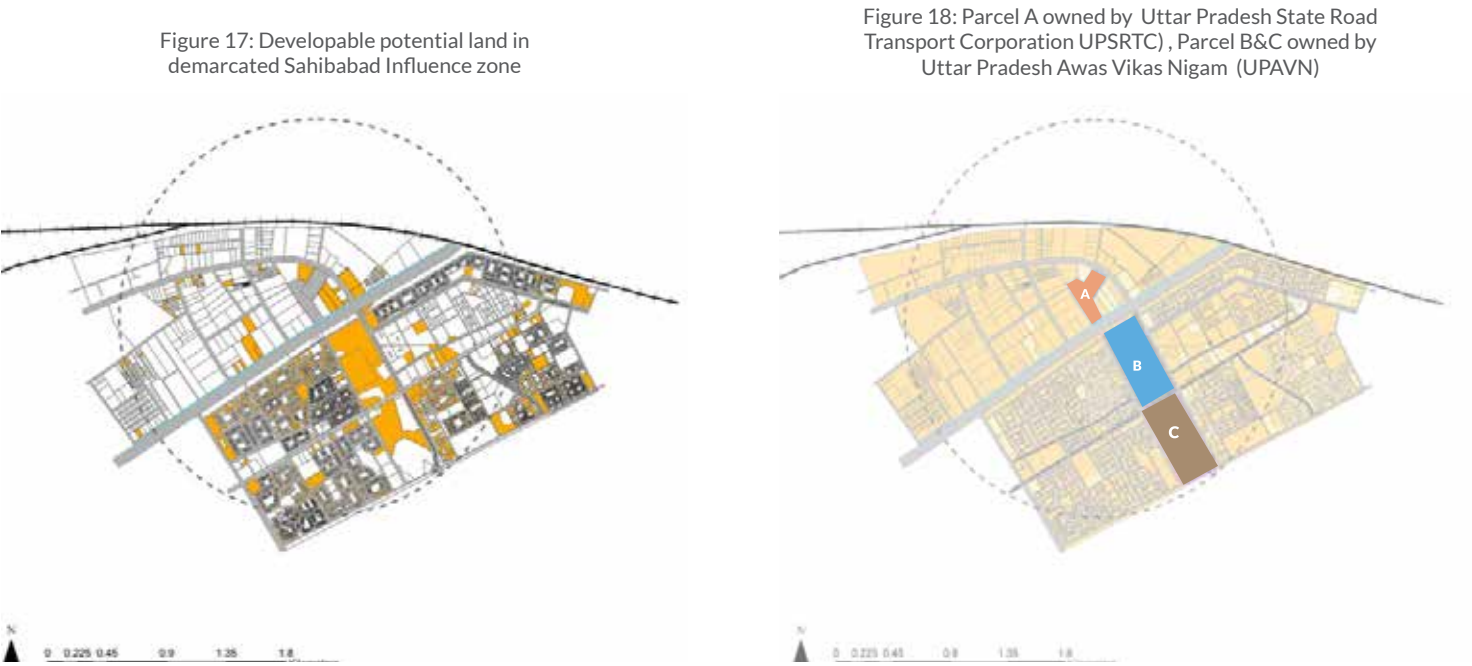 Figure 17: Developable potential land in
demarcated Sahibabad Influence zone
N
0 0.225 0.45 0.9 1.35 1.8
Figure 18: Parcel A owned by Uttar Pradesh State Road
Transport Corporation UPSRTC) , Parcel B&C owned by
Uttar Pradesh Awas Vikas Nigam (UPAVN)
A
B
C
N
0 0.225 0.45 0.9 1.35 1.8